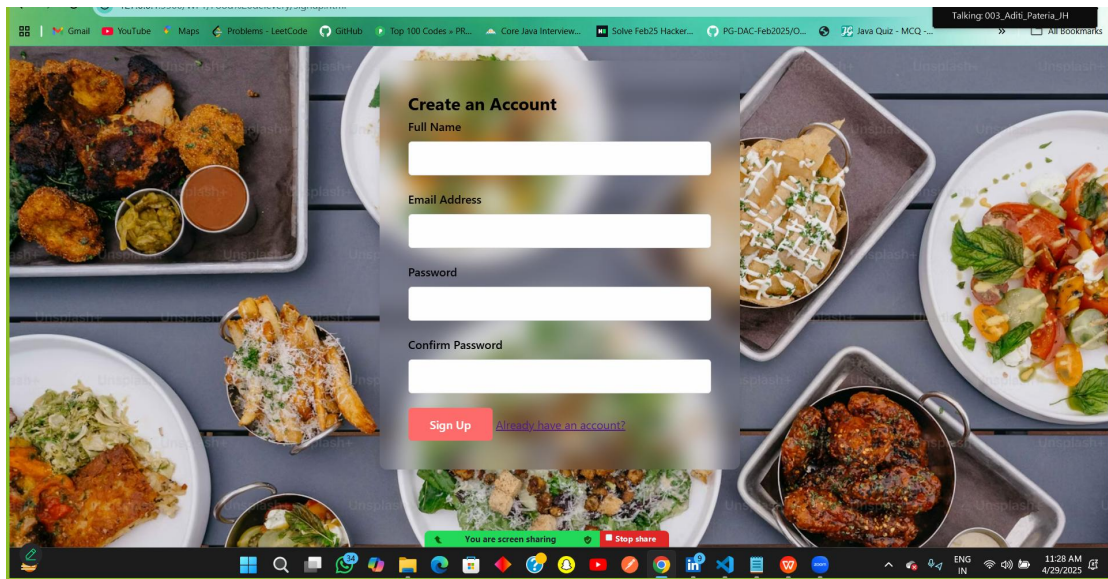 Talking: 003_Aditi_Pateria_JH
Gmail
YouTube
Maps
Problems - LeetCode
GitHub
Top 100 Codes » PR...
Core Java Interview...
Solve Feb25 Hacker...
PG-DAC-Feb2025/O...
Java Quiz - MCQ -...
»
All Bookmarks
Create an Account
Full Name
Email Address
Password
Confirm Password
Sign Up
Already have an account?
You are screen sharing
Stop share
ENG
IN
11:28 AM
4/29/2025